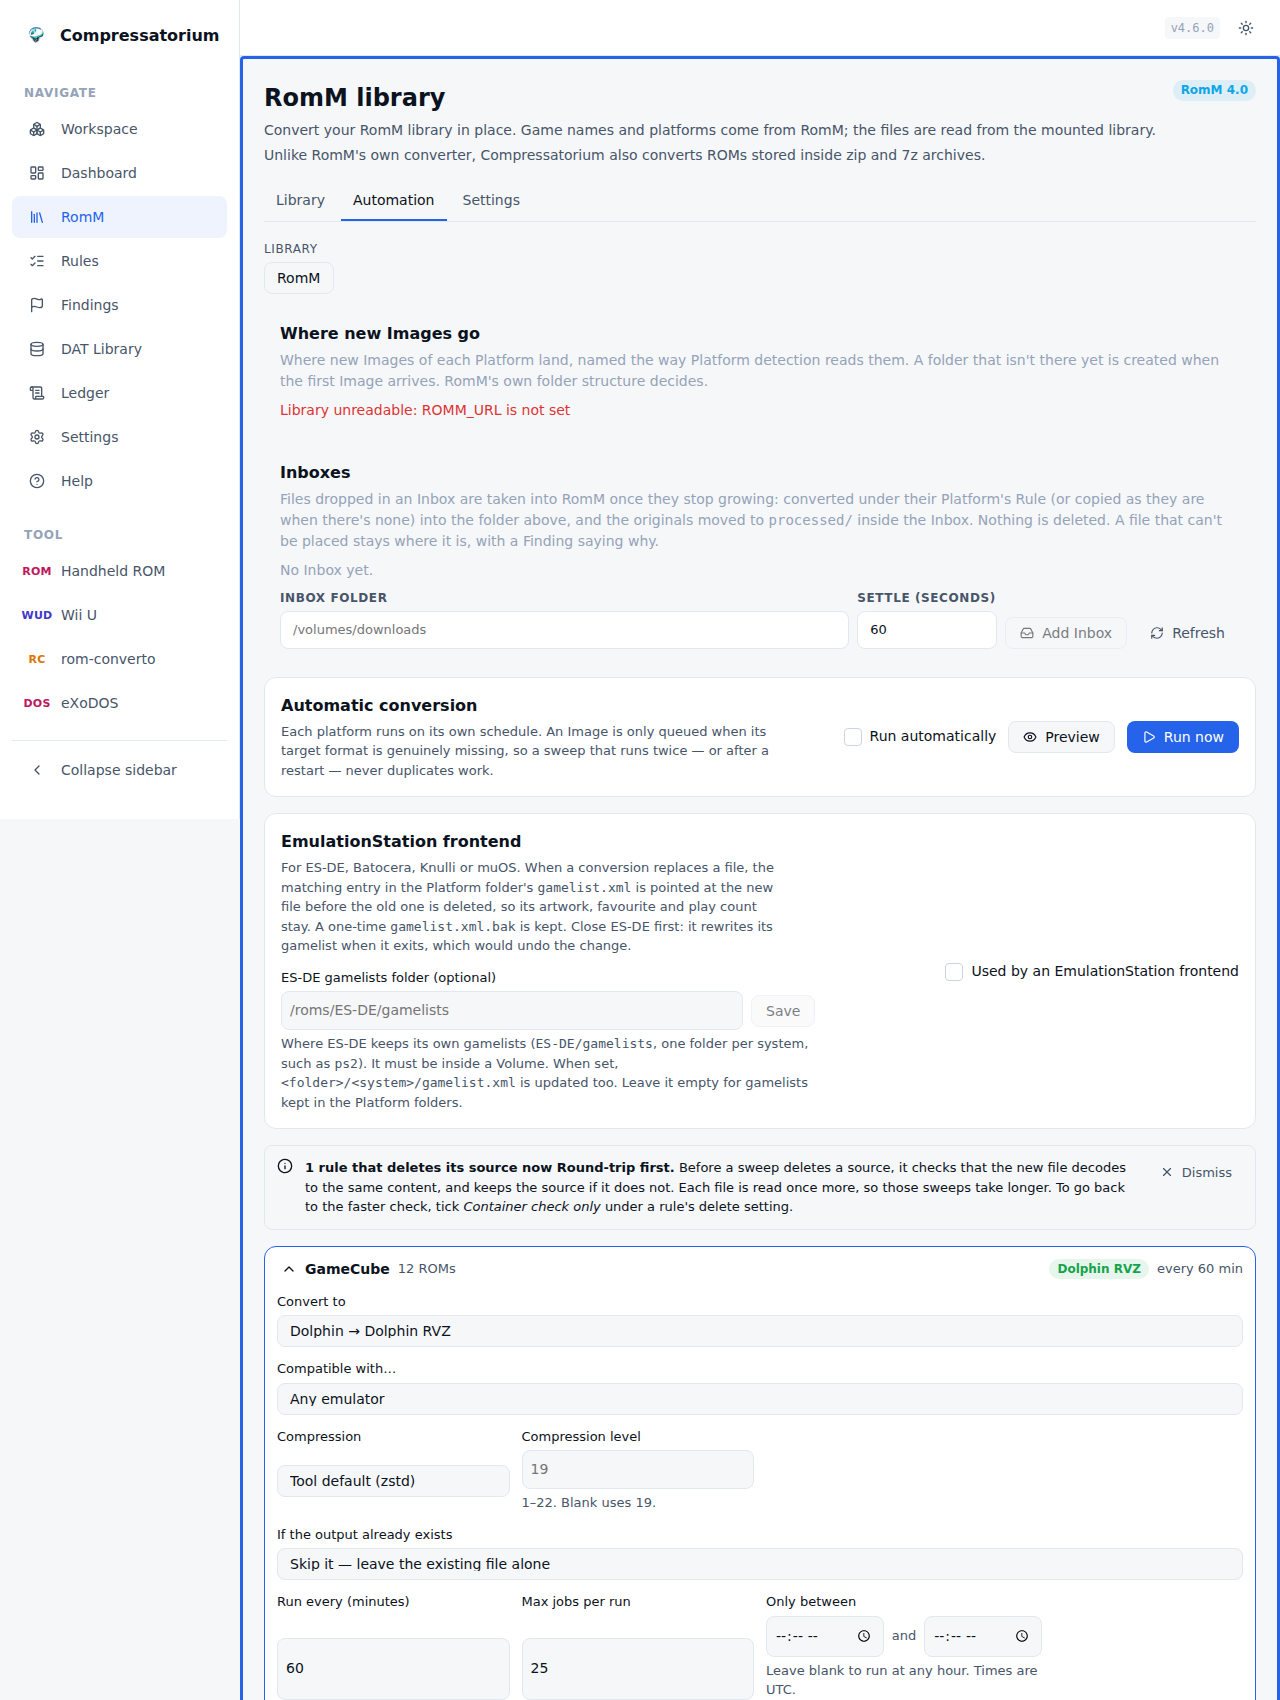 Compressatorium
v4.6.0
NAVIGATE
Workspace
Dashboard
RomM
Rules
Findings
DAT Library
Ledger
Settings
Help
TOOL
ROM Handheld ROM
WUD Wii U
RC rom-converto
DOS eXoDOS
Collapse sidebar
RomM library
RomM 4.0
Convert your RomM library in place. Game names and platforms come from RomM; the files are read from the mounted library.
Unlike RomM's own converter, Compressatorium also converts ROMs stored inside zip and 7z archives.
Library Automation Settings
LIBRARY
RomM
Where new Images go
Where new Images of each Platform land, named the way Platform detection reads them. A folder that isn't there yet is created when
the first Image arrives. RomM's own folder structure decides.
Library unreadable: ROMM_URL is not set
Inboxes
Files dropped in an Inbox are taken into RomM once they stop growing: converted under their Platform's Rule (or copied as they are
when there's none) into the folder above, and the originals moved to processed/ inside the Inbox. Nothing is deleted. A file that can't
be placed stays where it is, with a Finding saying why.
No Inbox yet.
INBOX FOLDER SETTLE (SECONDS)
/volumes/downloads 60 Add Inbox Refresh
Automatic conversion
Each platform runs on its own schedule. An Image is only queued when its
target format is genuinely missing, so a sweep that runs twice — or after a
restart — never duplicates work.
Run automatically Preview Run now
EmulationStation frontend
For ES-DE, Batocera, Knulli or muOS. When a conversion replaces a file, the
matching entry in the Platform folder's gamelist.xml is pointed at the new
file before the old one is deleted, so its artwork, favourite and play count
stay. A one-time gamelist.xml.bak is kept. Close ES-DE first: it rewrites its
gamelist when it exits, which would undo the change.
ES-DE gamelists folder (optional)
/roms/ES-DE/gamelists Save
Where ES-DE keeps its own gamelists (ES-DE/gamelists, one folder per system,
such as ps2). It must be inside a Volume. When set,
<folder>/<system>/gamelist.xml is updated too. Leave it empty for gamelists
kept in the Platform folders.
Used by an EmulationStation frontend
1 rule that deletes its source now Round-trip first. Before a sweep deletes a source, it checks that the new file decodes
to the same content, and keeps the source if it does not. Each file is read once more, so those sweeps take longer. To go back
to the faster check, tick Container check only under a rule's delete setting.
Dismiss
GameCube 12 ROMs Dolphin RVZ every 60 min
Convert to
Dolphin → Dolphin RVZ
Compatible with…
Any emulator
Compression Compression level
Tool default (zstd) 19
1–22. Blank uses 19.
If the output already exists
Skip it — leave the existing file alone
Run every (minutes) Max jobs per run Only between
60 25 --:-- -- and --:-- --
Leave blank to run at any hour. Times are
UTC.